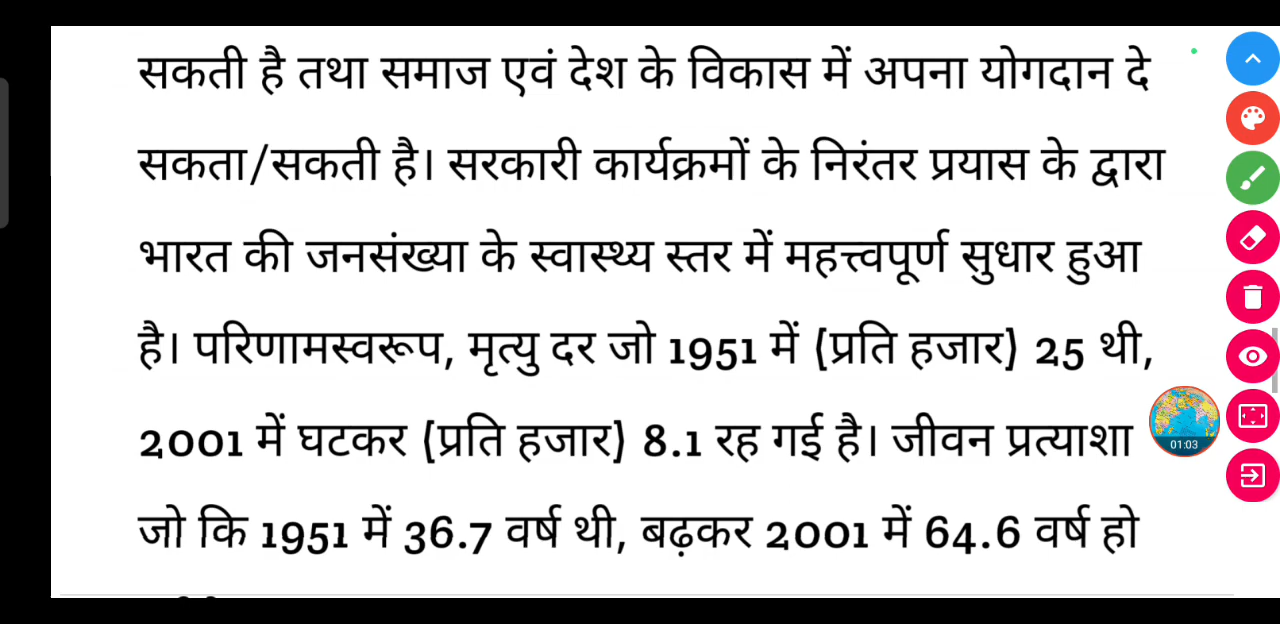 सकती है तथा समाज एवं देश के विकास में अपना योगदान दे
सकता/सकती है। सरकारी कार्यक्रमों के निरंतर प्रयास के द्वारा
भारत की जनसंख्या के स्वास्थ्य स्तर में महत्त्वपूर्ण सुधार हुआ
है। परिणामस्वरूप, मृत्यु दर जो 1951 में (प्रति हजार) 25 थी,
2001 में घटकर (प्रति हजार) 8.1 रह गई है। जीवन प्रत्याशा
जो कि 1951 में 36.7 वर्ष थी, बढ़कर 2001 में 64.6 वर्ष हो
01:03